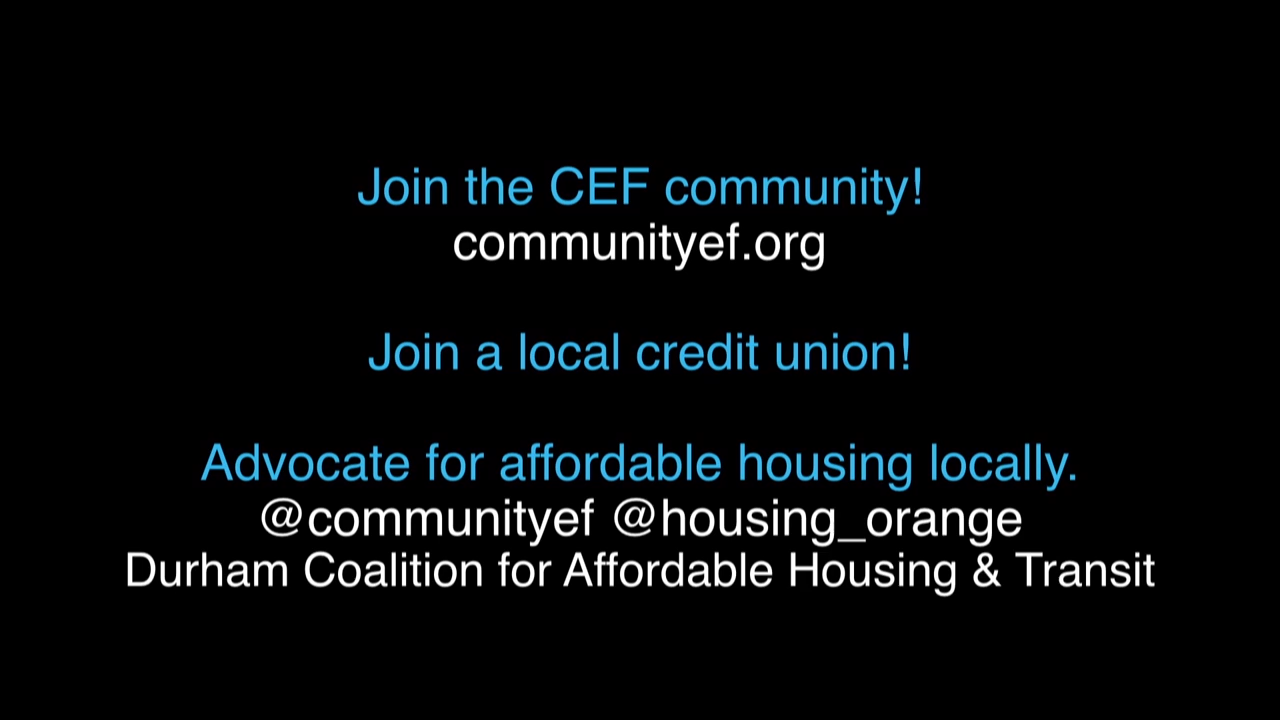 Join the CEF community!
communityef.org
Join a local credit union!
Advocate for affordable housing locally.
@communityef @housing_orange
Durham Coalition for Affordable Housing & Transit